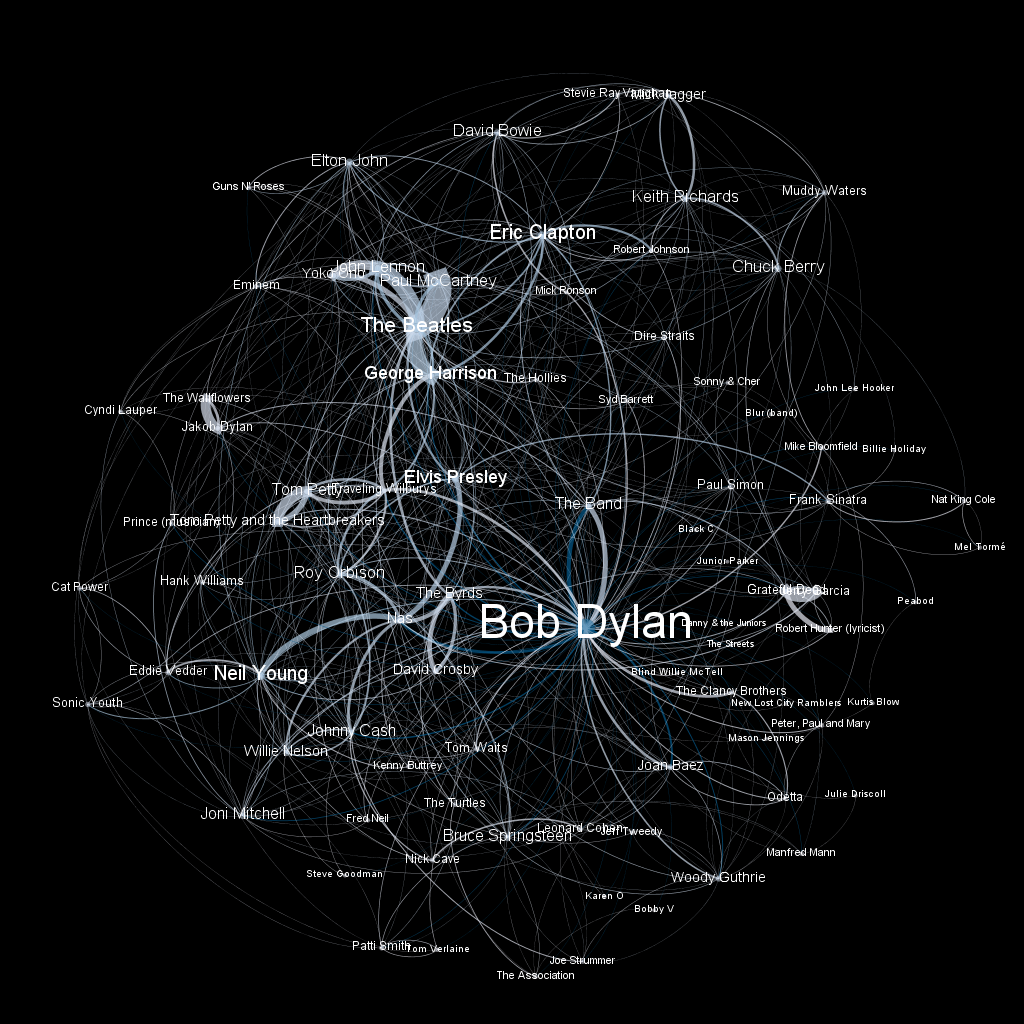 Stevie Ray Vaughan
Mick Jagger
David Bowie
Elton John
Guns N' Roses
Keith Richards
Muddy Waters
Eric Clapton
Robert Johnson
Chuck Berry
John Lennon
Yoko Ono
Paul McCartney
Eminem
Mick Ronson
The Beatles
Dire Straits
George Harrison
The Hollies
Sonny & Cher
John Lee Hooker
The Wallflowers
Syd Barrett
Cyndi Lauper
Blur (band)
Jakob Dylan
Mike Bloomfield
Billie Holiday
Elvis Presley
Tom Petty
Traveling Wilburys
Paul Simon
The Band
Frank Sinatra
Nat King Cole
Prince (musician)
Tom Petty and the Heartbreakers
Black C
Mel Tormé
Junior Parker
Roy Orbison
Hank Williams
Cat Power
The Byrds
Grateful Dead
Garcia
Peabod
Nas
Bob Dylan
Danny & the Juniors
Robert Hunter (lyricist)
The Streets
Eddie Vedder
Neil Young
David Crosby
Blind Willie McTell
The Clancy Brothers
Sonic Youth
New Lost City Ramblers
Kurtis Blow
Peter, Paul and Mary
Johnny Cash
Mason Jennings
Willie Nelson
Tom Waits
Kenny Buttrey
Joan Baez
Julie Driscoll
Odetta
The Turtles
Joni Mitchell
Fred Neil
Leonard Cohen
Jeff Tweedy
Bruce Springsteen
Manfred Mann
Nick Cave
Steve Goodman
Woody Guthrie
Karen O
Bobby V
Patti Smith
Tom Verlaine
Joe Strummer
The Association